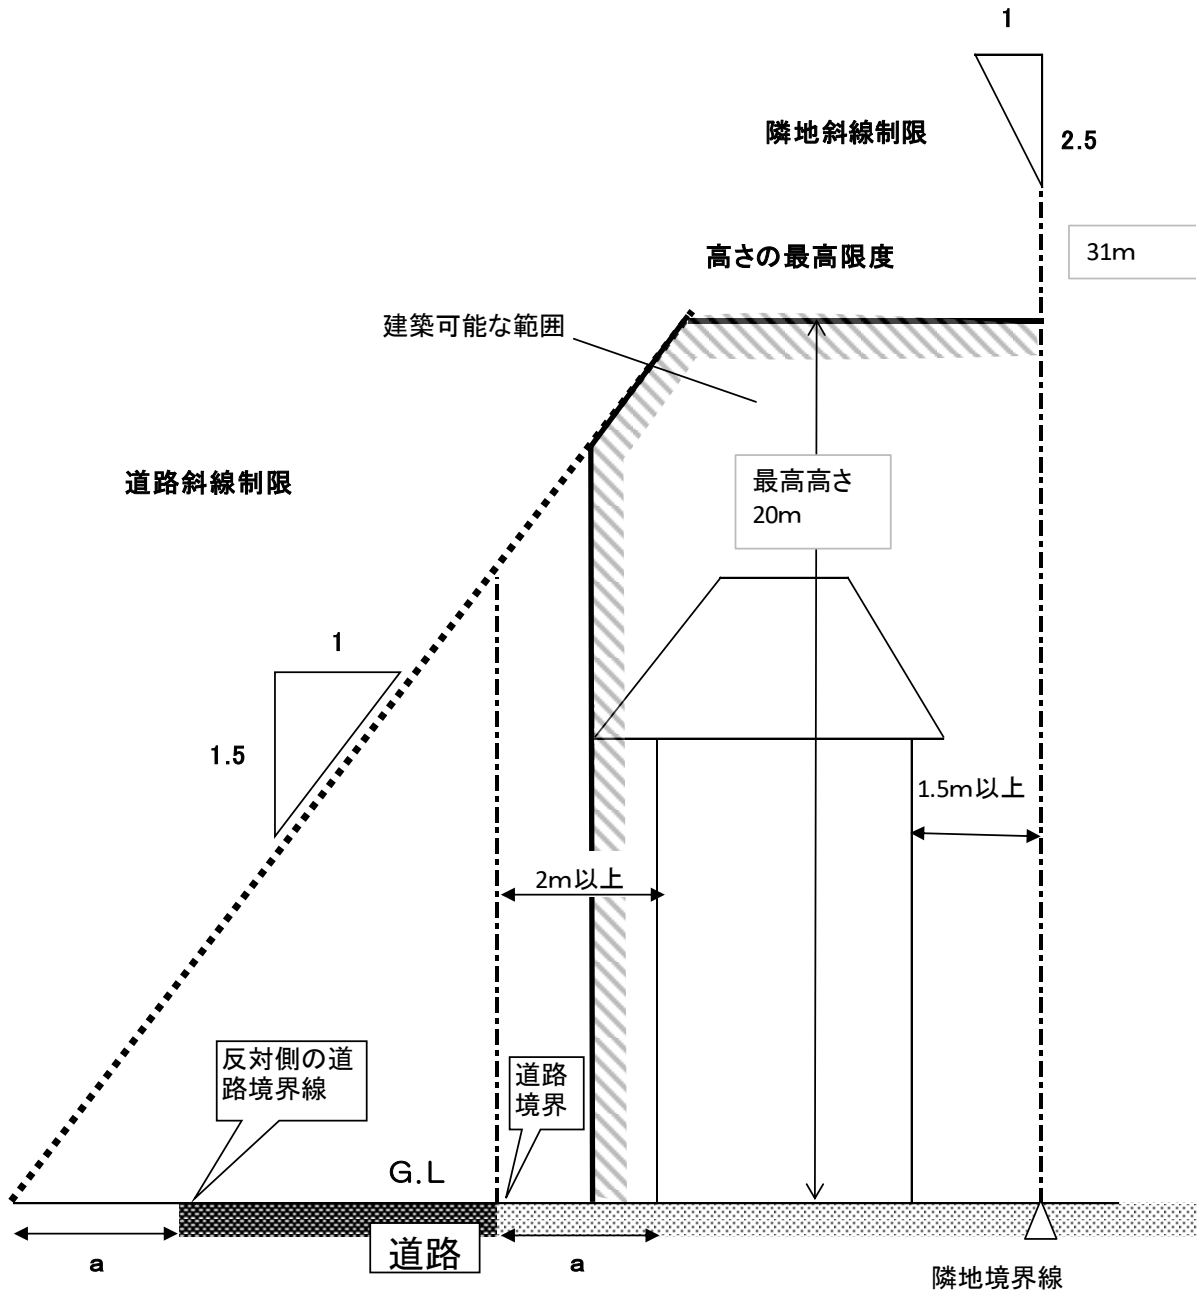 1
隣地斜線制限
2.5
高さの最高限度
31m
建築可能な範囲
道路斜線制限
最高高さ
20m
1
1.5
1.5m以上
2m以上
反対側の道
路境界線
道路
境界
G.L
道路
a
a
隣地境界線